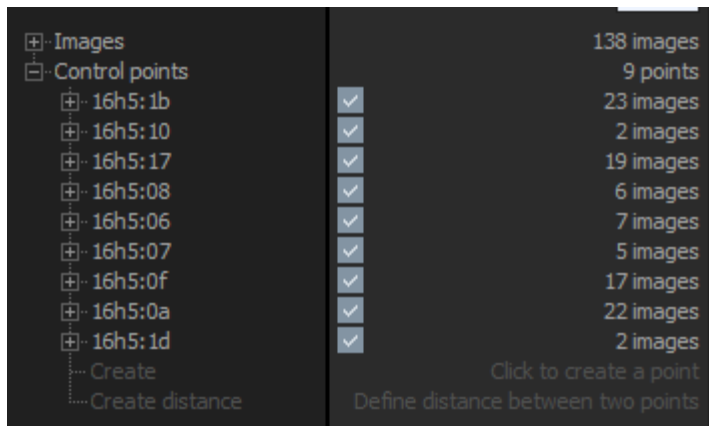 Images 138 images
Control points 9 points
16h5:1b 23 images
16h5:10 2 images
16h5:17 19 images
16h5:08 6 images
16h5:06 7 images
16h5:07 5 images
16h5:0f 17 images
16h5:0a 22 images
16h5:1d 2 images
Create Click to create a point
Create distance Define distance between two points